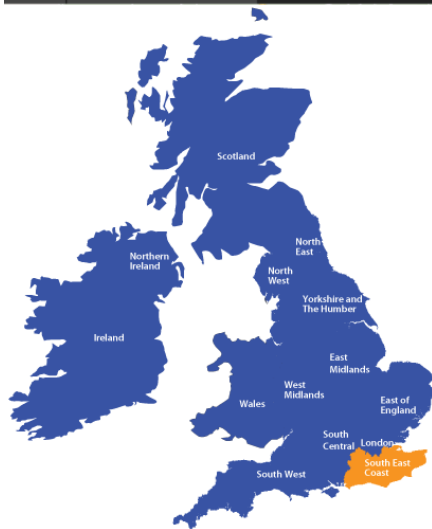 Scotland
Northern
Ireland
North-
East
North
West
Yorkshire and
The Humber
Ireland
East
Midlands
West
Midlands
Wales
East of
England
South
Central
London
South West
South East
Coast